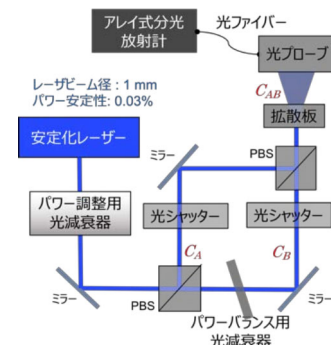 アレイ式分光
放射計
光ファイバー
光プローブ
レーザビーム径：1 mm
パワー安定性: 0.03%
C_AB
拡散板
安定化レーザー
ミラー
PBS
パワー調整用
光減衰器
光シャッター
光シャッター
C_A
C_B
ミラー
PBS
ミラー
パワーバランス用
光減衰器